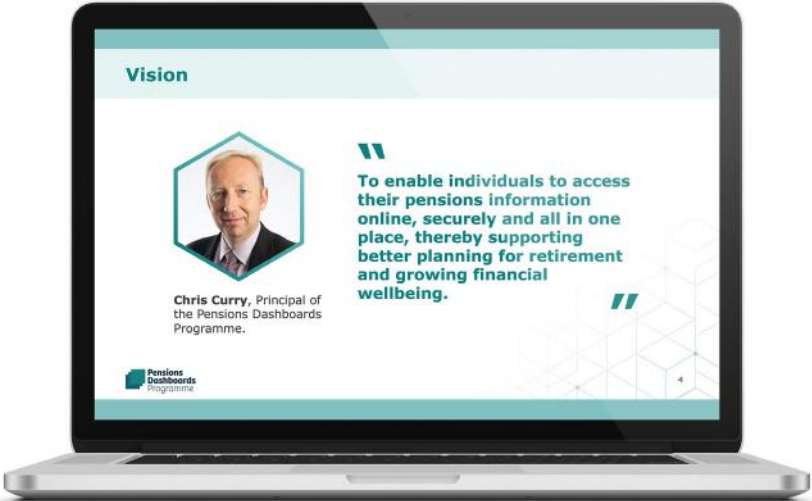 Vision
To enable individuals to access
their pensions information
online, securely and all in one
place, thereby supporting
better planning for retirement
and growing financial
wellbeing.
Chris Curry, Principal of
the Pensions Dashboards
Programme.
Pensions
Dashboards
Programme
4